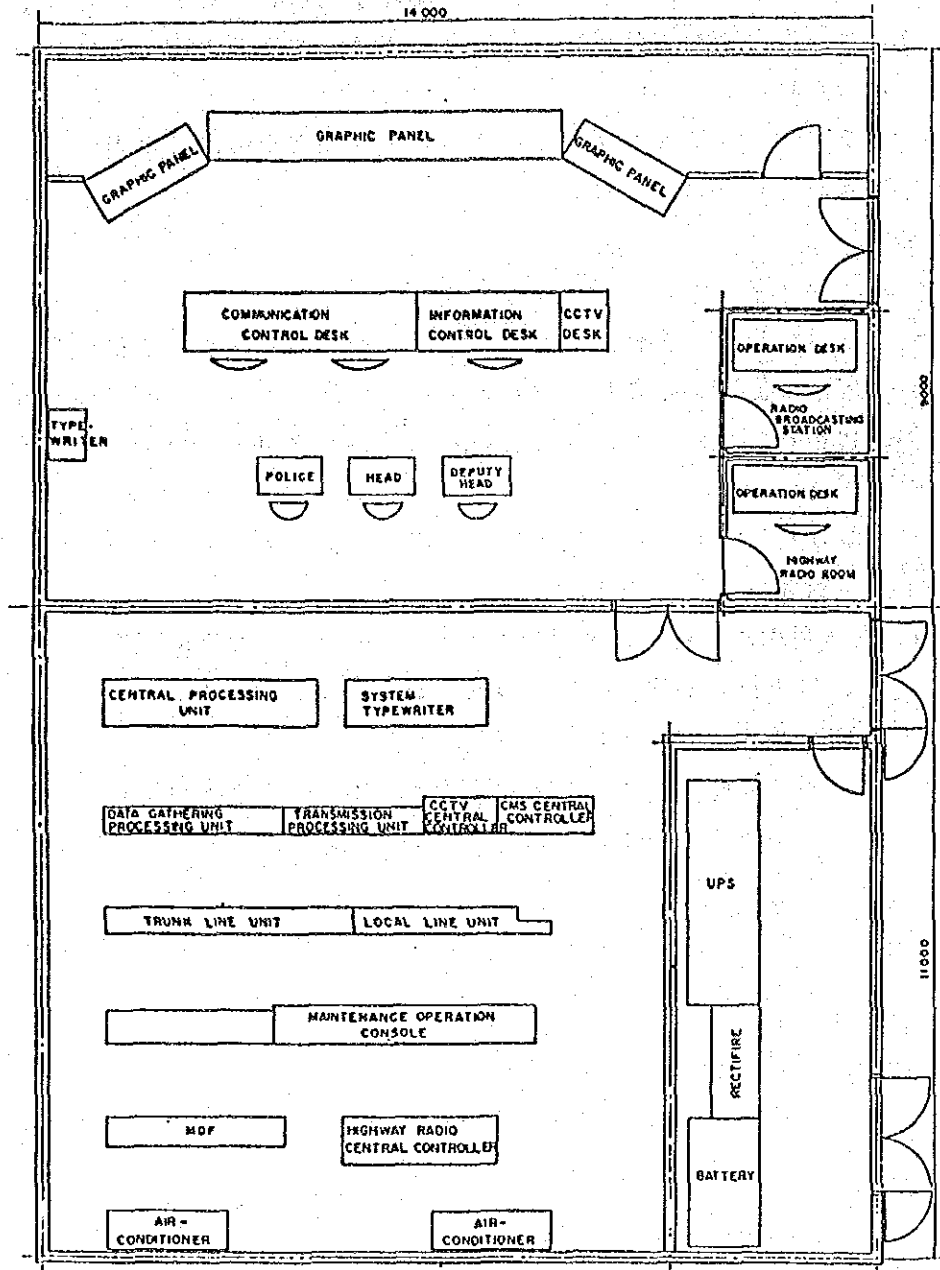 14 000
GRAPHIC PANEL
GRAPHIC PANEL
GRAPHIC PANEL
COMMUNICATION
CONTROL DESK
INFORMATION
CONTROL DESK
CCTV
DESK
OPERATION DESK
RADIO
BROADCASTING
STATION
9000
TYPE-
WRITER
POLICE
HEAD
DEPUTY
HEAD
OPERATION DESK
HIGHWAY
RADIO ROOM
CENTRAL PROCESSING
UNIT
SYSTEM
TYPEWRITER
DATA GATHERING
PROCESSING UNIT
TRANSMISSION
PROCESSING UNIT
CCTV
CENTRAL
CONTROLLER
CMS CENTRAL
CONTROLLER
UPS
TRUNK LINE UNIT
LOCAL LINE UNIT
11000
MAINTENANCE OPERATION
CONSOLE
RECTIFIRE
MDF
HIGHWAY RADIO
CENTRAL CONTROLLER
BATTERY
AIR-
CONDITIONER
AIR-
CONDITIONER